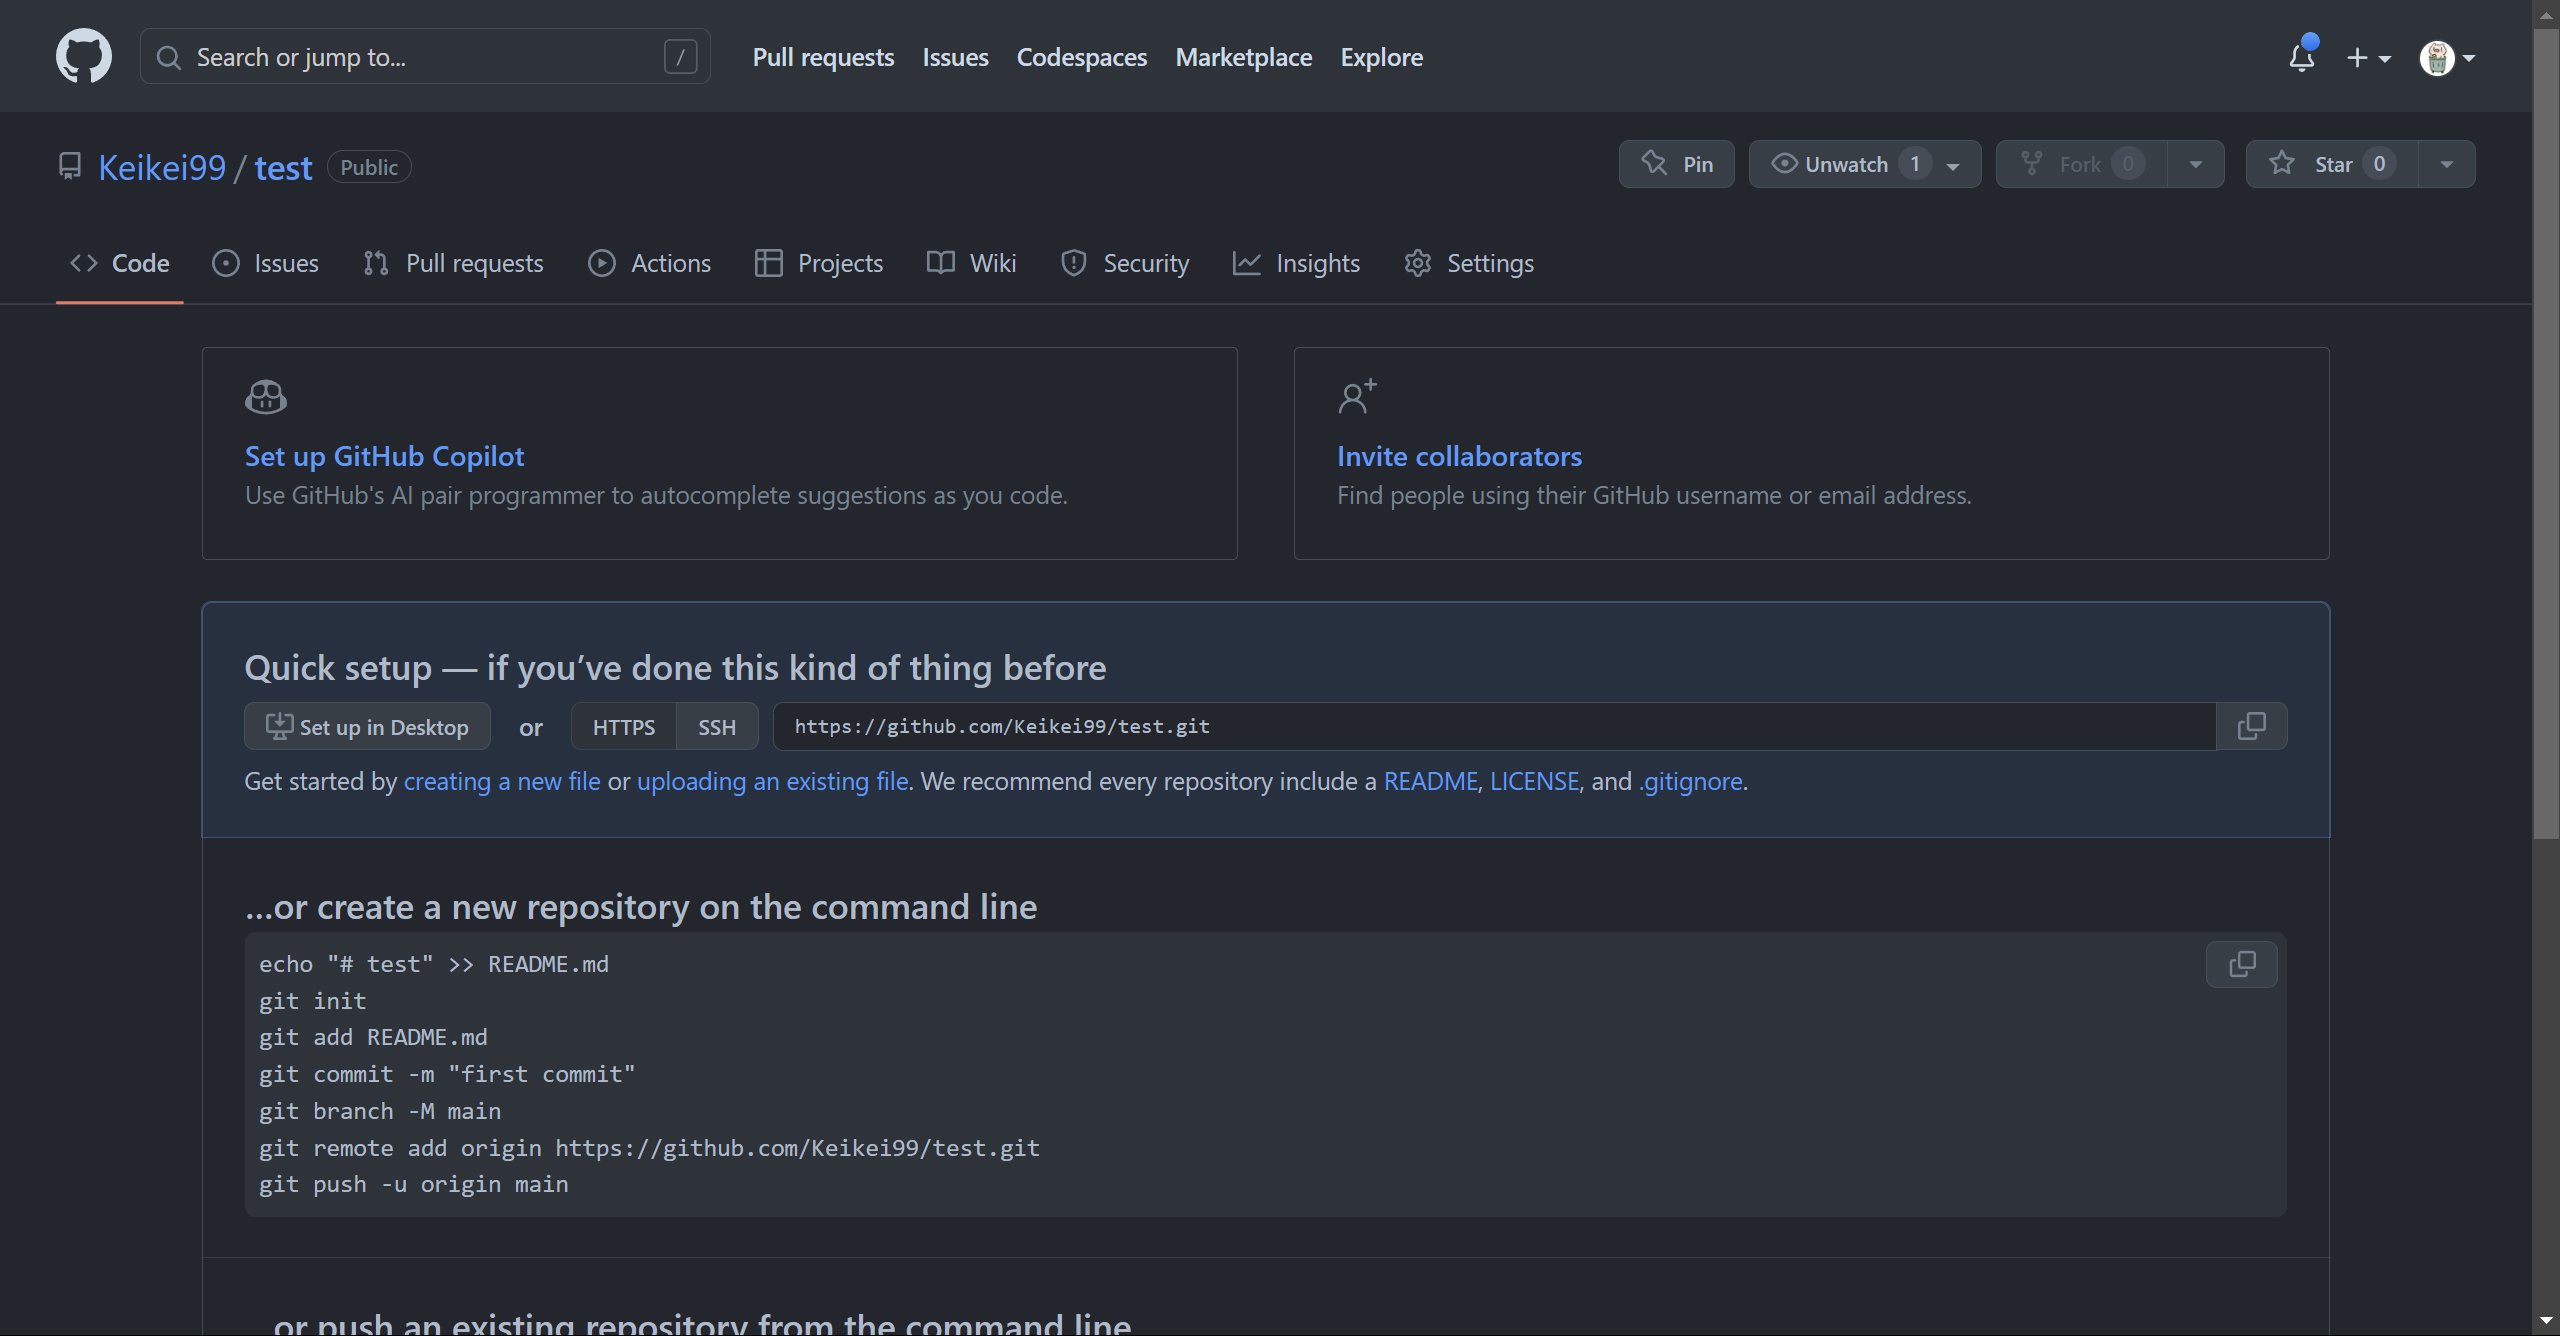 Search or jump to...
/
Pull requests
Issues
Codespaces
Marketplace
Explore
Keikei99 / test
Public
Pin
Unwatch 1
Fork 0
Star 0
Code
Issues
Pull requests
Actions
Projects
Wiki
Security
Insights
Settings
Set up GitHub Copilot
Use GitHub's AI pair programmer to autocomplete suggestions as you code.
Invite collaborators
Find people using their GitHub username or email address.
Quick setup — if you’ve done this kind of thing before
Set up in Desktop
or
HTTPS
SSH
https://github.com/Keikei99/test.git
Get started by creating a new file or uploading an existing file. We recommend every repository include a README, LICENSE, and .gitignore.
…or create a new repository on the command line
echo "# test" >> README.md
git init
git add README.md
git commit -m "first commit"
git branch -M main
git remote add origin https://github.com/Keikei99/test.git
git push -u origin main
or push an existing repository from the command line